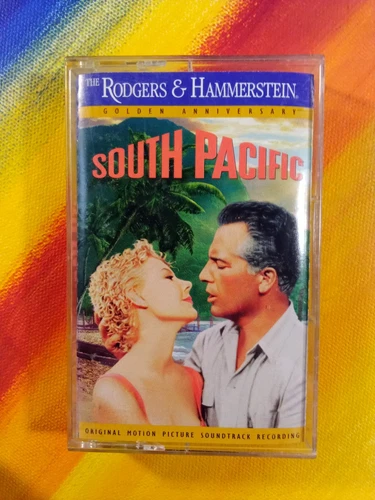 THE RODGERS & HAMMERSTEIN
GOLDEN ANNIVERSARY
SOUTH PACIFIC
ORIGINAL MOTION PICTURE SOUNDTRACK RECORDING